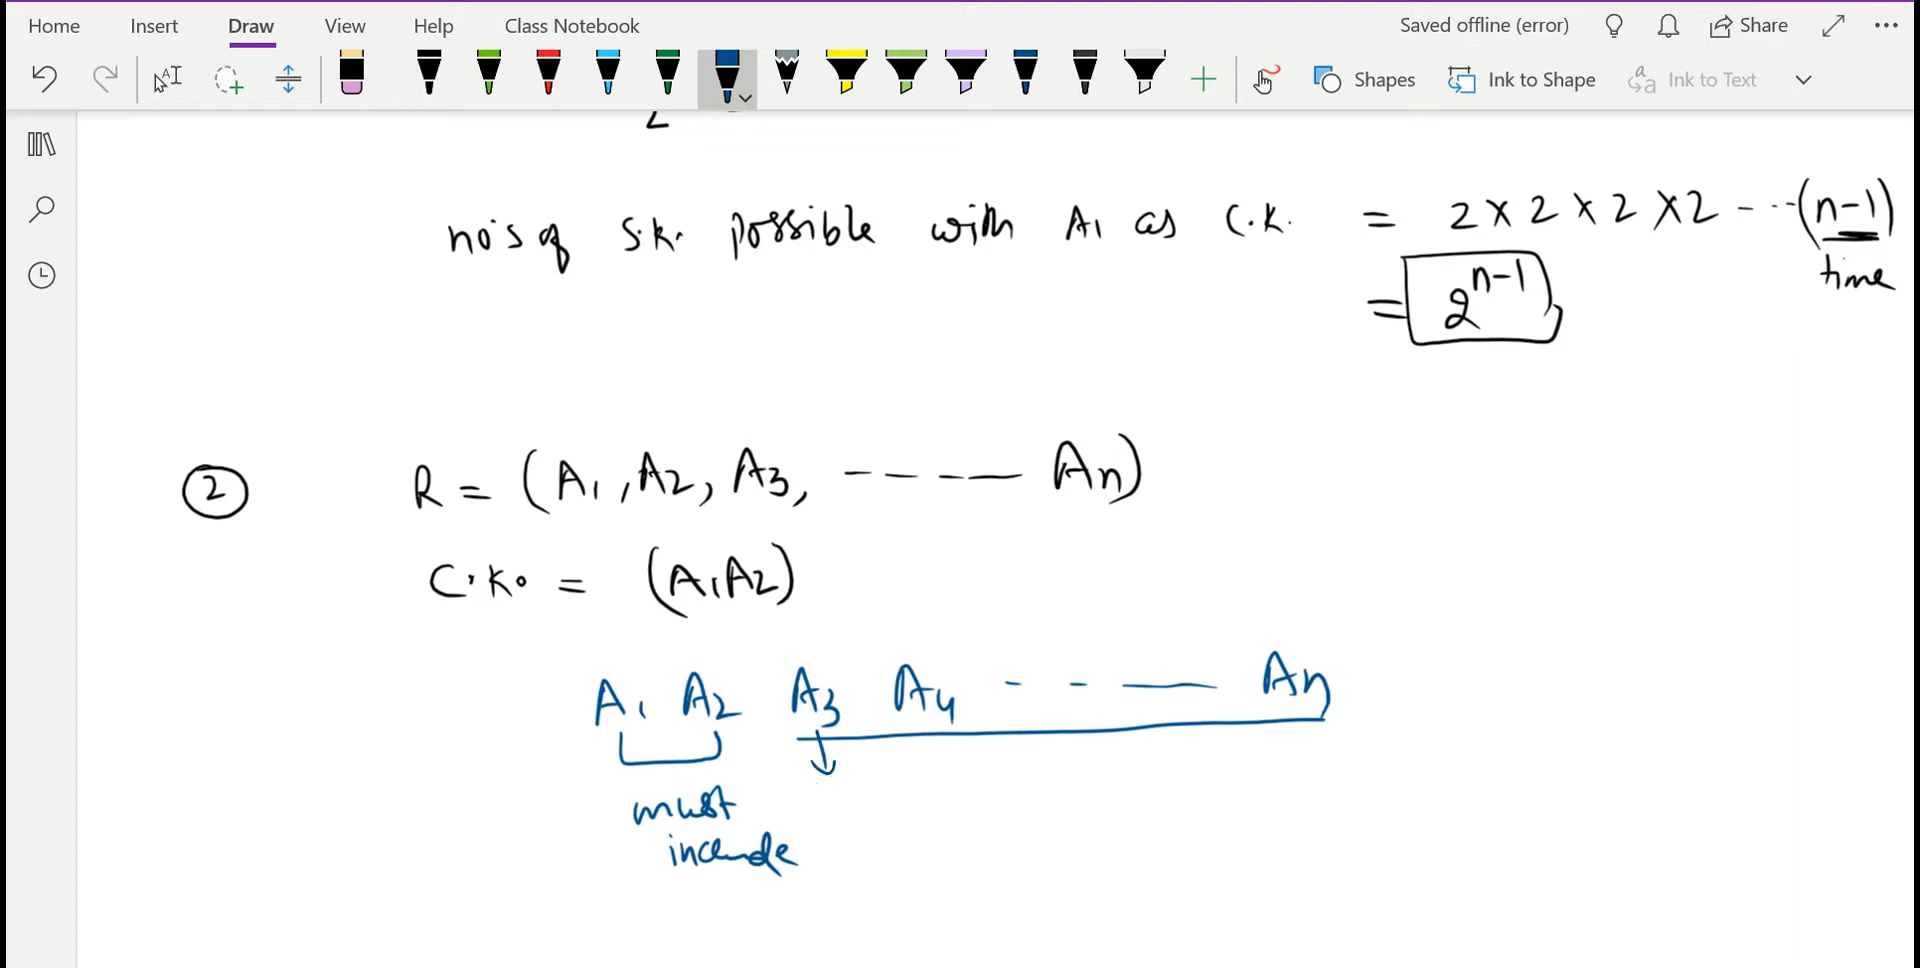 Home Insert Draw View Help Class Notebook Saved offline (error) Share
Shapes Ink to Shape Ink to Text
no's of S.K. possible with A1 as C.K. = 2 × 2 × 2 × 2 - - - (n-1) time
= 2^{n-1}
② R = (A1, A2, A3, - - - - An)
C.K. = (A1A2)
A1 A2 A3 A4 - - — An
must
include